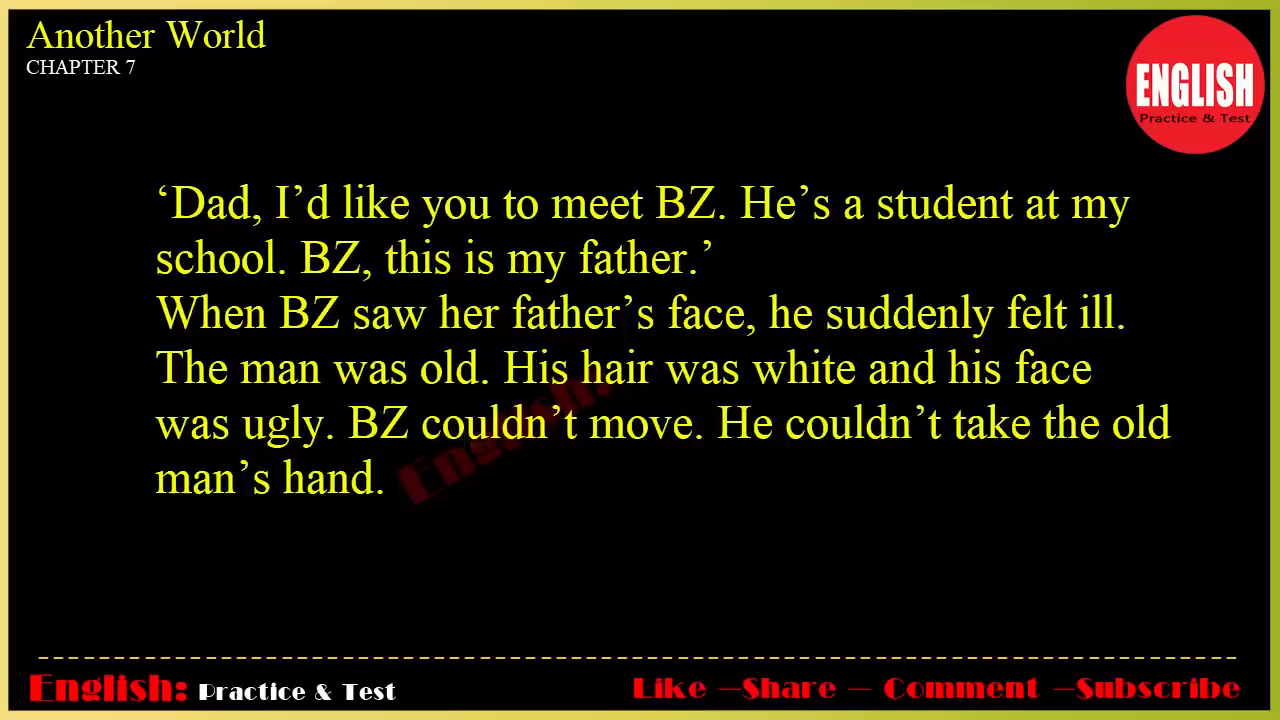 Another World
CHAPTER 7
ENGLISH
Practice & Test
‘Dad, I’d like you to meet BZ. He’s a student at my
school. BZ, this is my father.’
When BZ saw her father’s face, he suddenly felt ill.
The man was old. His hair was white and his face
was ugly. BZ couldn’t move. He couldn’t take the old
man’s hand.
English:
English: Practice & Test
Like —Share — Comment —Subscribe